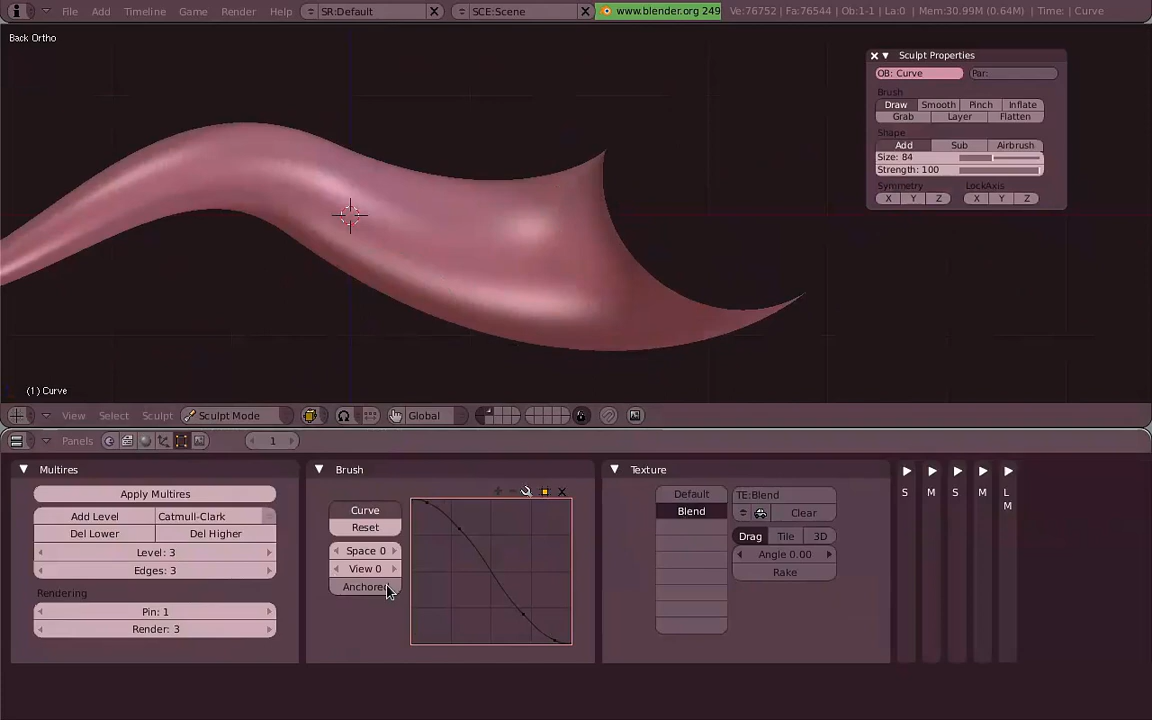 File Add Timeline Game Render Help SR:Default SCE:Scene www.blender.org 249 Ve:76752 | Fa:76544 | Ob:1-1 | La:0 | Mem:30.99M (0.64M) | Time: | Curve
Back Ortho
Sculpt Properties
OB: Curve Par:
Brush
Draw Smooth Pinch Inflate
Grab Layer Flatten
Shape
Add Sub Airbrush
Size: 84
Strength: 100
Symmetry LockAxis
X Y Z X Y Z
(1) Curve
View Select Sculpt Sculpt Mode Global
Panels 1
Multires
Apply Multires
Add Level Catmull-Clark
Del Lower Del Higher
Level: 3
Edges: 3
Rendering
Pin: 1
Render: 3
Brush
Curve
Reset
Space 0
View 0
Anchored
Texture
Default
Blend
TE:Blend
Clear
Drag Tile 3D
Angle 0.00
Rake
S M S M L
M